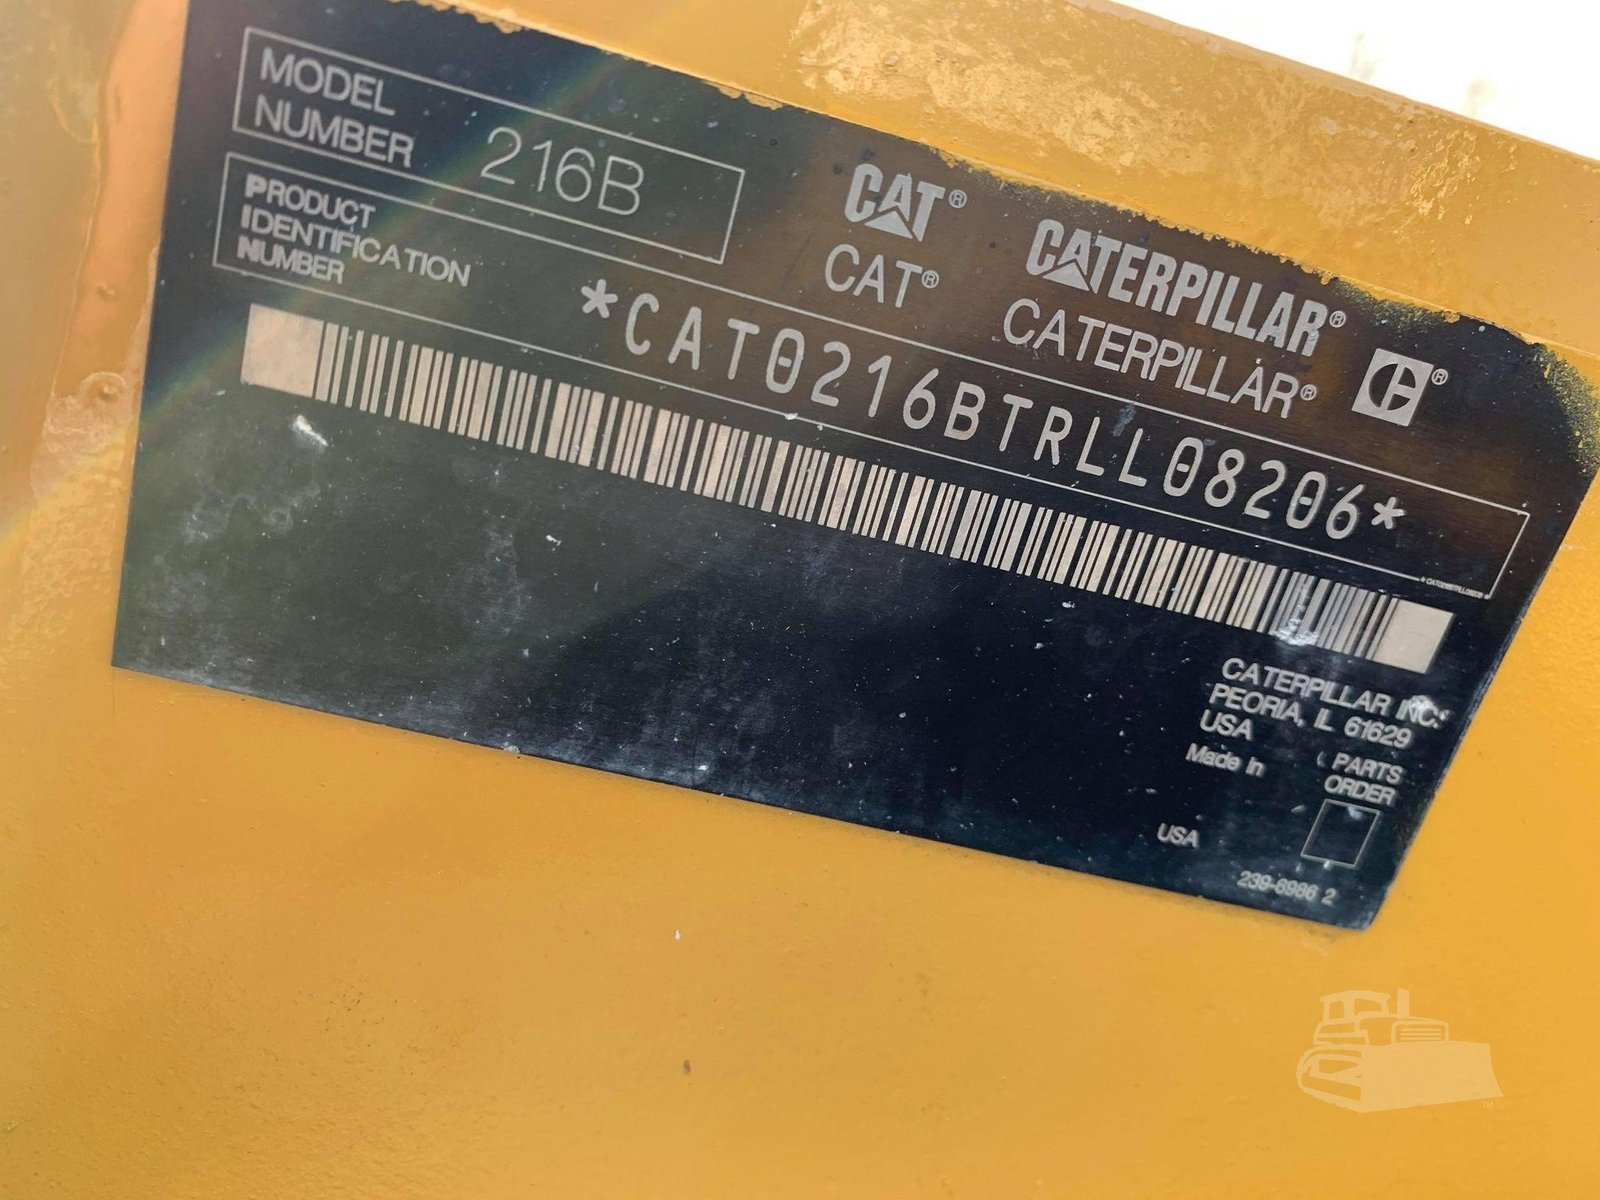 MODEL
NUMBER
216B
PRODUCT
IDENTIFICATION
NUMBER
CAT®
CAT®
CATERPILLAR®
CATERPILLAR®
*CAT0216BTRLL08206*
CATERPILLAR INC.
PEORIA, IL 61629
USA
Made in
PARTS
ORDER
USA
239-6986 2
TM